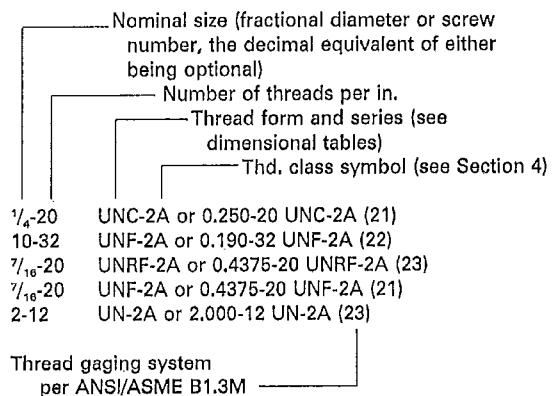 Nominal size (fractional diameter or screw
number, the decimal equivalent of either
being optional)
Number of threads per in.
Thread form and series (see
dimensional tables)
Thd. class symbol (see Section 4)
1/4-20 UNC-2A or 0.250-20 UNC-2A (21)
10-32 UNF-2A or 0.190-32 UNF-2A (22)
7/16-20 UNRF-2A or 0.4375-20 UNRF-2A (23)
7/16-20 UNF-2A or 0.4375-20 UNF-2A (21)
2-12 UN-2A or 2.000-12 UN-2A (23)
Thread gaging system
per ANSI/ASME B1.3M